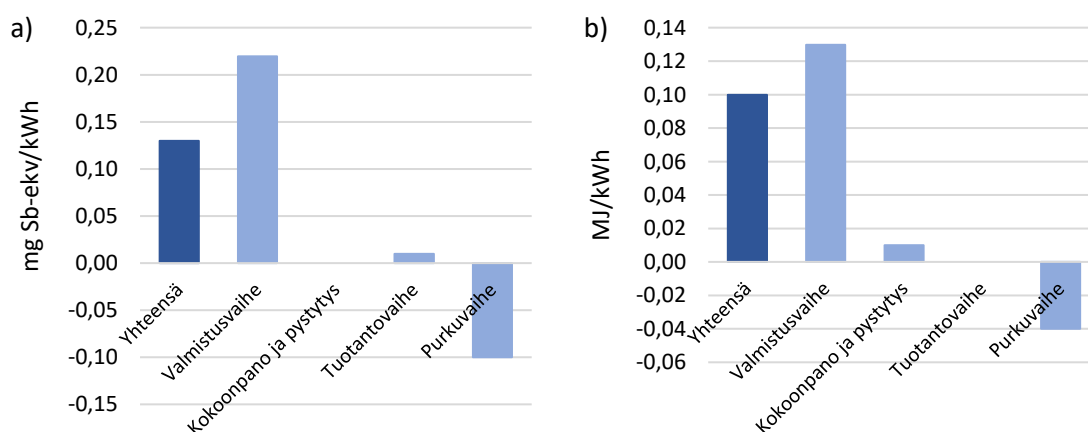 a)
mg Sb-ekv/kWh
0,25
0,20
0,15
0,10
0,05
0,00
-0,05
-0,10
-0,15
Yhteensä
Valmistusvaihe
Kokoonpano ja pystytys
Tuotantovaihe
Purkuvaihe
b)
MJ/kWh
0,14
0,12
0,10
0,08
0,06
0,04
0,02
0,00
-0,02
-0,04
-0,06
Yhteensä
Valmistusvaihe
Kokoonpano ja pystytys
Tuotantovaihe
Purkuvaihe